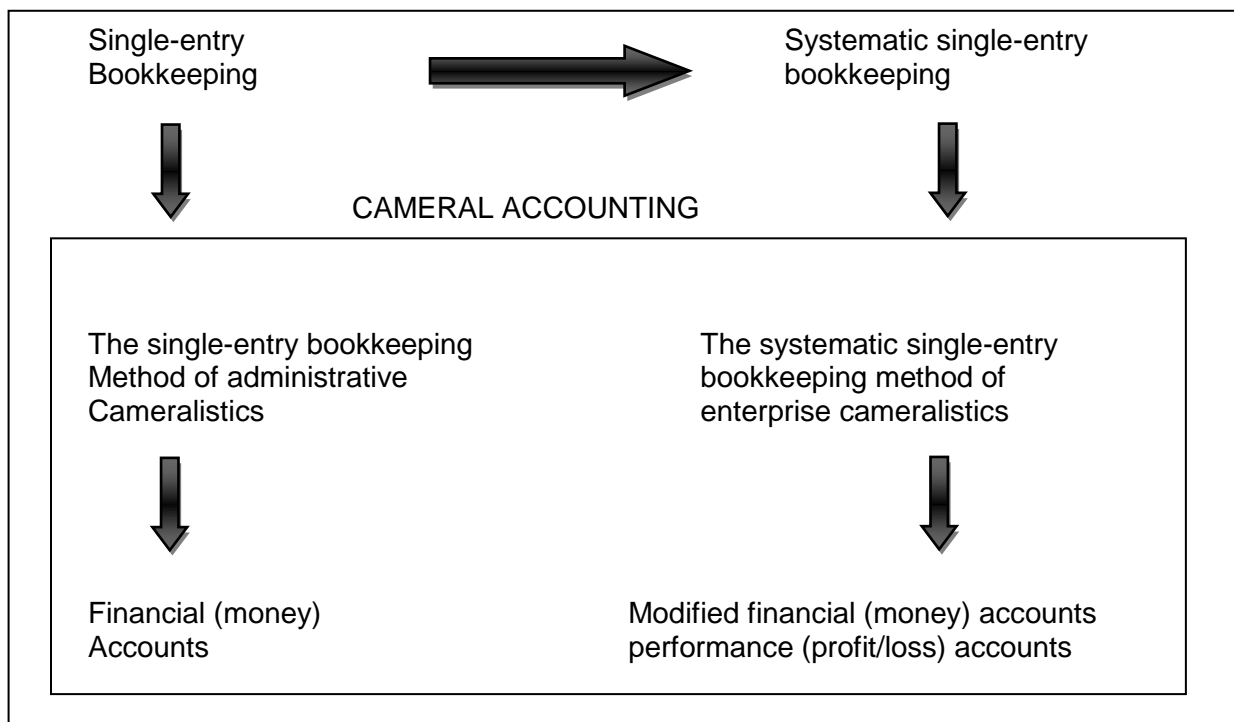 Single-entry
Bookkeeping
Systematic single-entry
bookkeeping
CAMERAL ACCOUNTING
The single-entry bookkeeping
Method of administrative
Cameralistics
The systematic single-entry
bookkeeping method of
enterprise cameralistics
Financial (money)
Accounts
Modified financial (money) accounts
performance (profit/loss) accounts